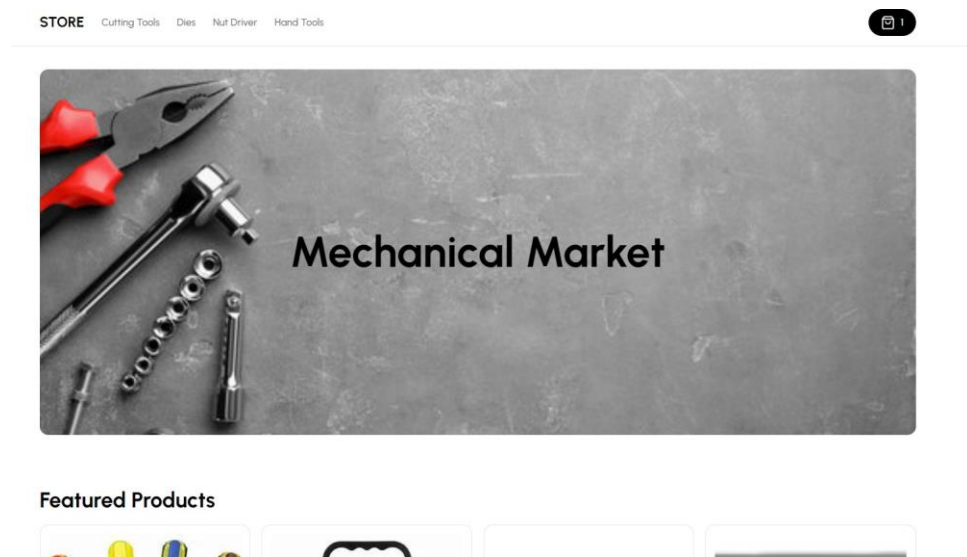 STORE Cutting Tools Dies Nut Driver Hand Tools 1
Mechanical Market
Featured Products